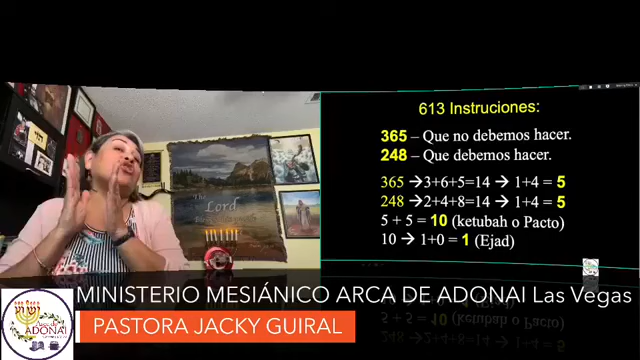 613 Instruciones:
365 – Que no debemos hacer.
248 – Que debemos hacer.
365 ➔3+6+5=14 ➔ 1+4 = 5
248 ➔2+4+8=14 ➔ 1+4 = 5
5 + 5 = 10 (ketubah o Pacto)
10 ➔ 1+0 = 1 (Ejad)
The
Lord
MINISTERIO MESIÁNICO ARCA DE ADONAI Las Vegas
PASTORA JACKY GUIRAL
Arca de
ADONAI